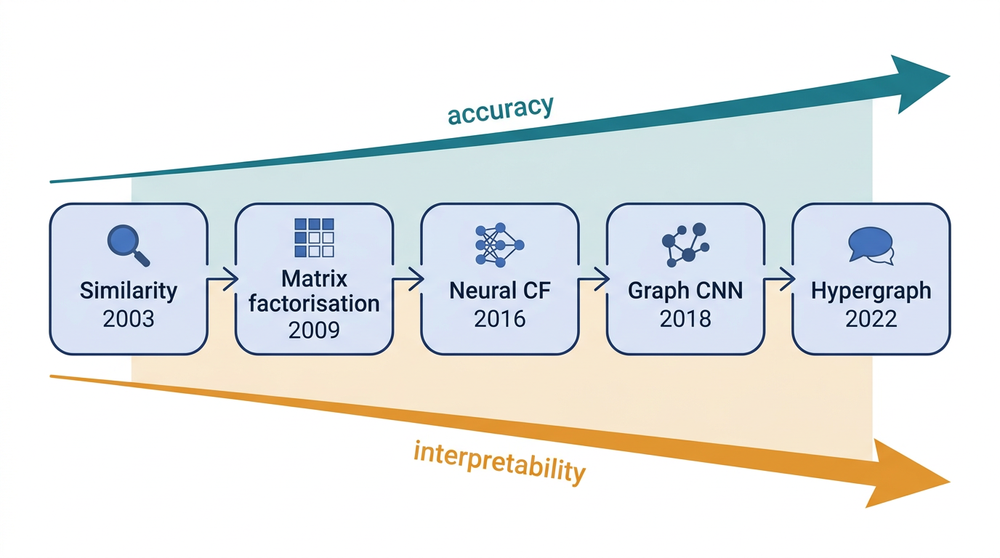 accuracy
Similarity
2003
Matrix
factorisation
2009
Neural CF
2016
Graph CNN
2018
Hypergraph
2022
interpretability